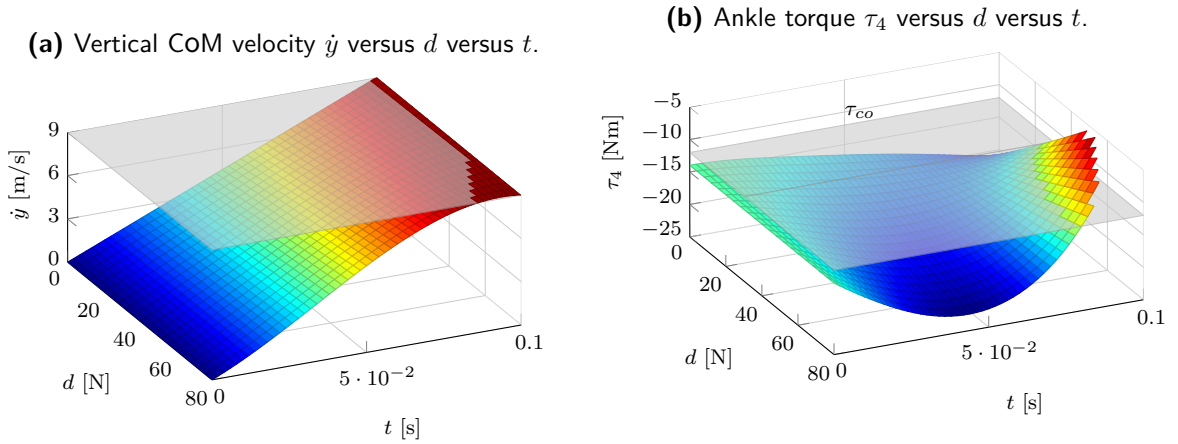 (a) Vertical CoM velocity ẏ versus d versus t.
9
6
3
0
ẏ [m/s]
0
20
40
60
80
d [N]
0
5 · 10⁻²
0.1
t [s]
(b) Ankle torque τ₄ versus d versus t.
−5
−10
−15
−20
−25
τ₄ [Nm]
τ_co
0
20
40
60
80
d [N]
0
5 · 10⁻²
0.1
t [s]